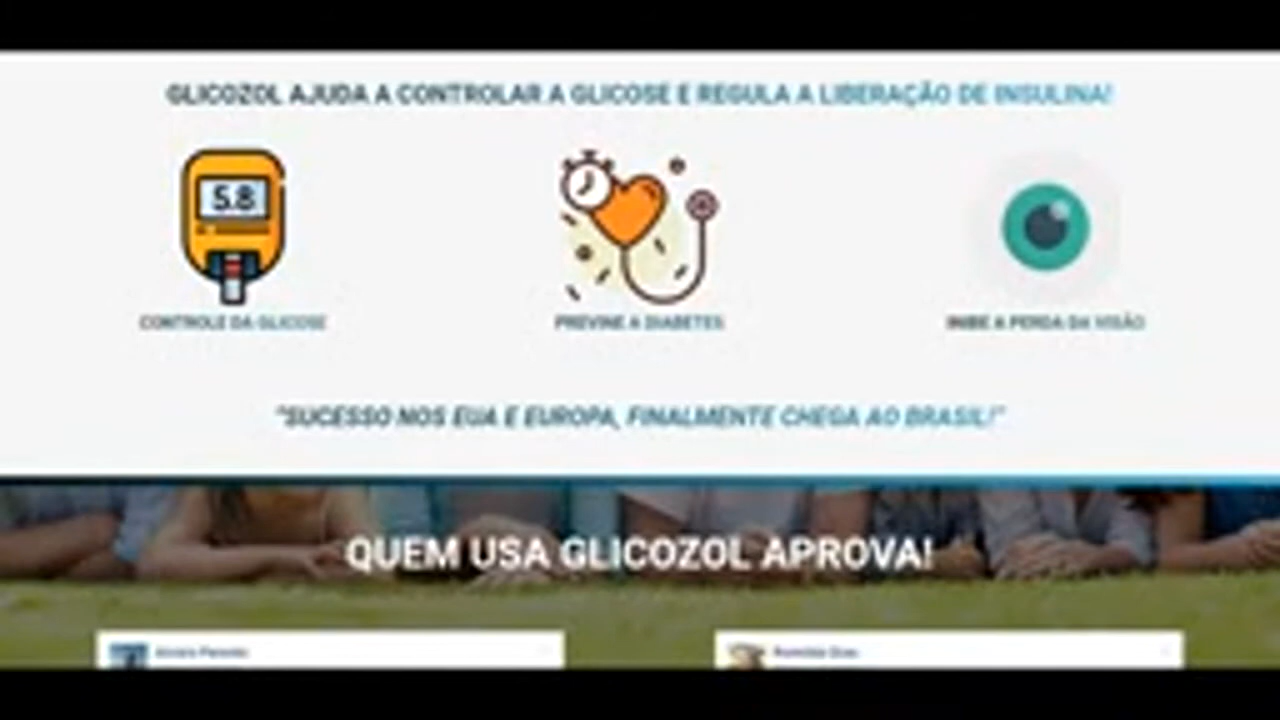 GLICOZOL AJUDA A CONTROLAR A GLICOSE E REGULA A LIBERAÇÃO DE INSULINA!
5.8
CONTROLE DA GLICOSE
PREVINE A DIABETES
INIBE A PERDA DA VISÃO
"SUCESSO NOS EUA E EUROPA, FINALMENTE CHEGA AO BRASIL!"
QUEM USA GLICOZOL APROVA!